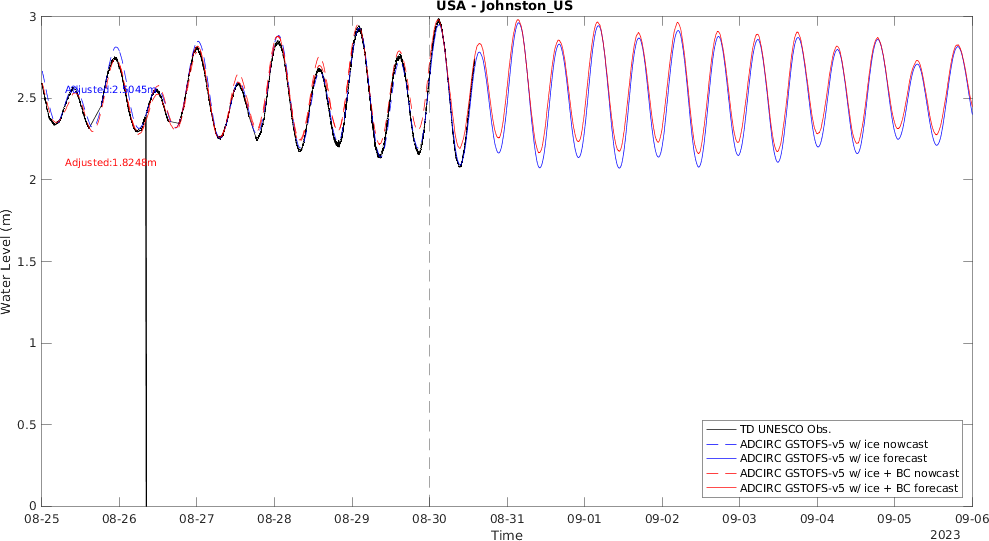 USA - Johnston_US
3
2.5
2
1.5
1
0.5
0
Water Level (m)
Adjusted:2.5045m
Adjusted:1.8248m
TD UNESCO Obs.
ADCIRC GSTOFS-v5 w/ ice nowcast
ADCIRC GSTOFS-v5 w/ ice forecast
ADCIRC GSTOFS-v5 w/ ice + BC nowcast
ADCIRC GSTOFS-v5 w/ ice + BC forecast
08-25 08-26 08-27 08-28 08-29 08-30 08-31 09-01 09-02 09-03 09-04 09-05 09-06
Time
2023